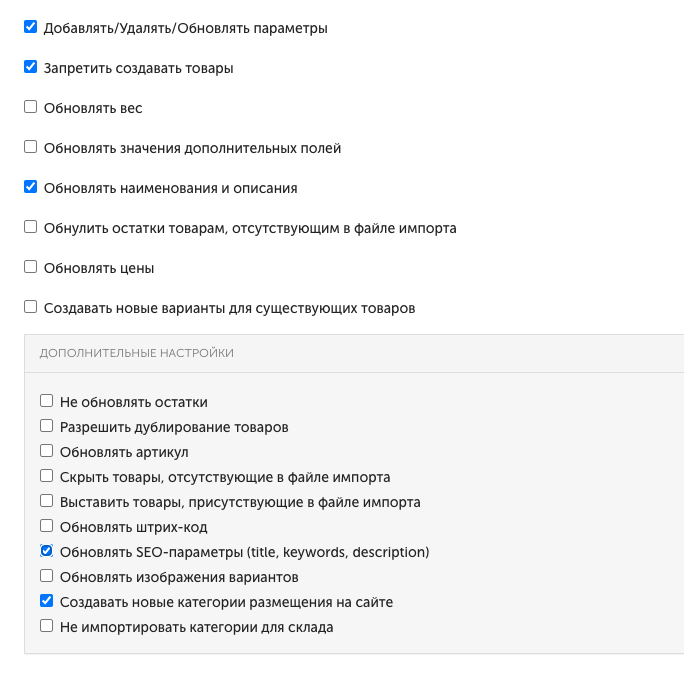 Добавлять/Удалять/Обновлять параметры
Запретить создавать товары
Обновлять вес
Обновлять значения дополнительных полей
Обновлять наименования и описания
Обнулить остатки товарам, отсутствующим в файле импорта
Обновлять цены
Создавать новые варианты для существующих товаров
ДОПОЛНИТЕЛЬНЫЕ НАСТРОЙКИ
Не обновлять остатки
Разрешить дублирование товаров
Обновлять артикул
Скрыть товары, отсутствующие в файле импорта
Выставить товары, присутствующие в файле импорта
Обновлять штрих-код
Обновлять SEO-параметры (title, keywords, description)
Обновлять изображения вариантов
Создавать новые категории размещения на сайте
Не импортировать категории для склада